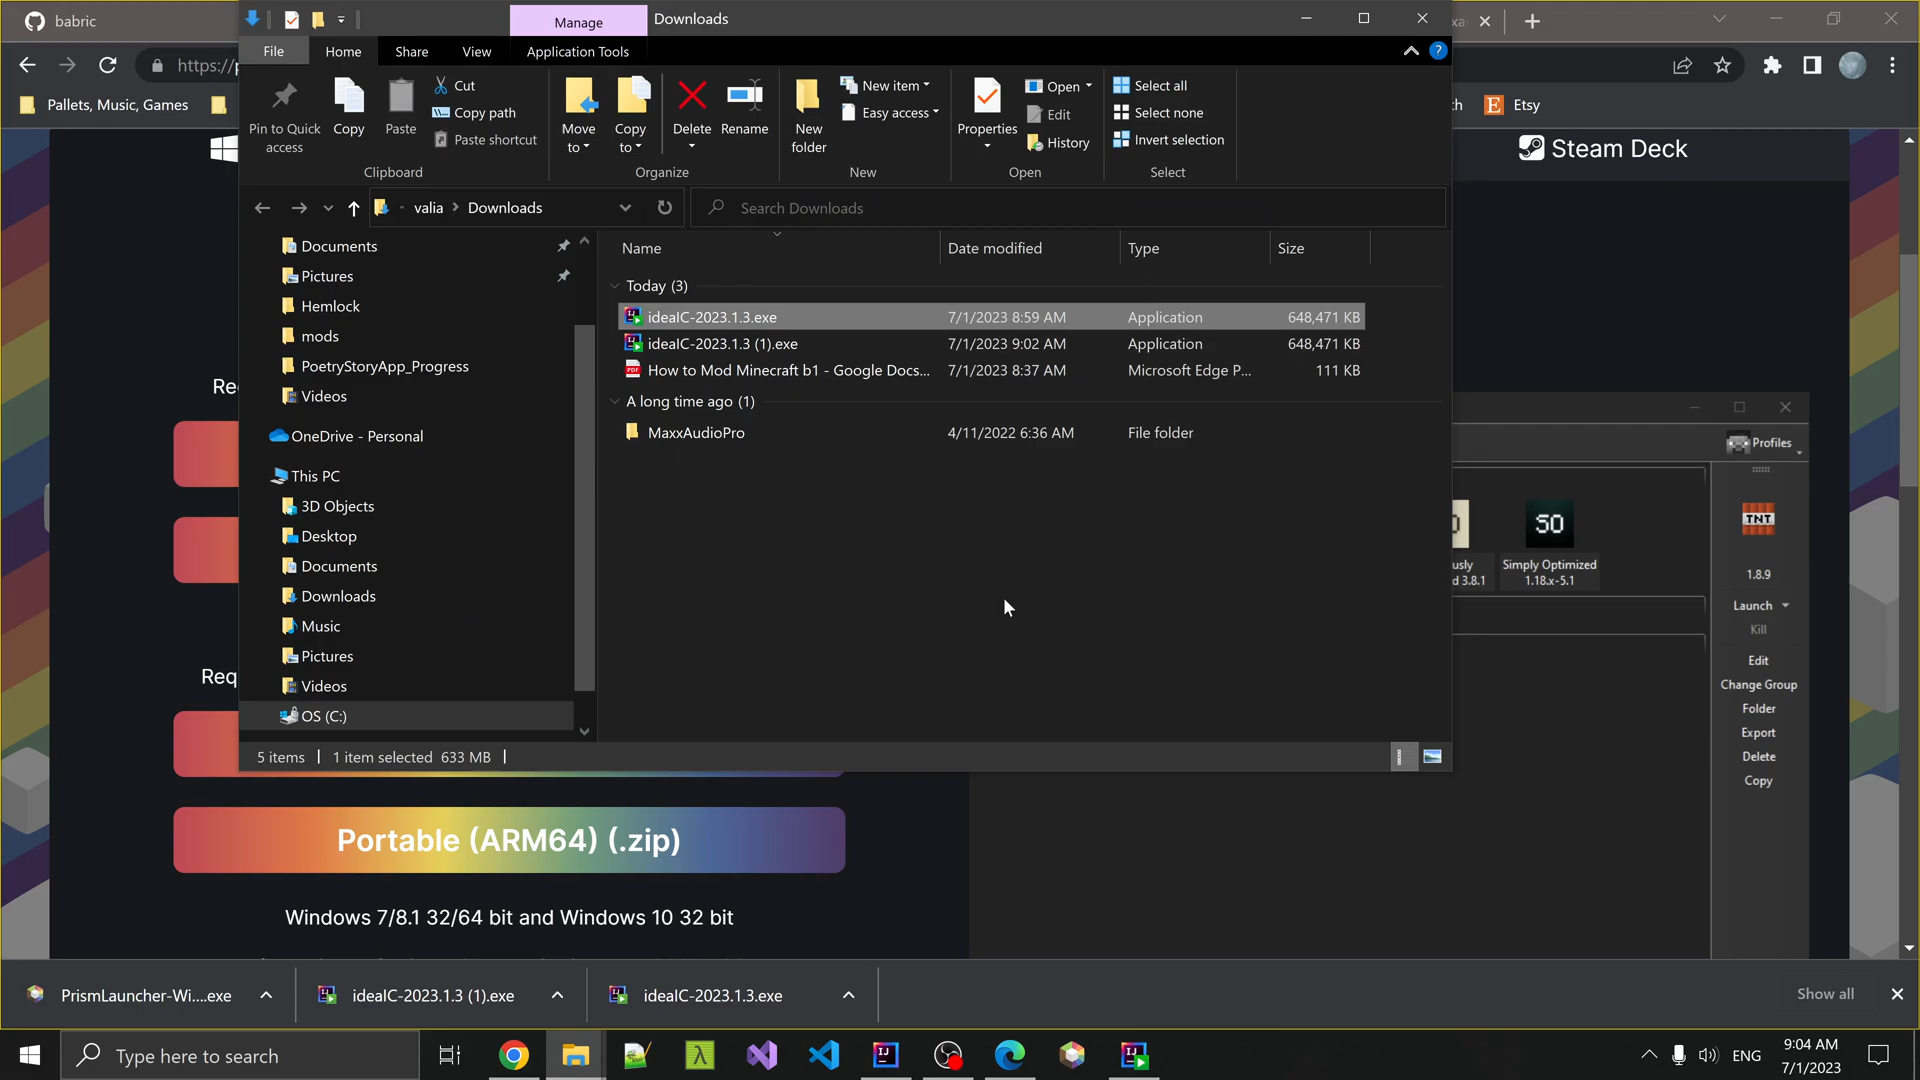 babric
Manage
Downloads
File
Home
Share
View
Application Tools
https://p
Pallets, Music, Games
Etsy
Pin to Quick access
Copy
Paste
Cut
Copy path
Paste shortcut
Clipboard
Move to
Copy to
Delete
Rename
Organize
New folder
New item
Easy access
New
Properties
Open
Edit
History
Open
Select all
Select none
Invert selection
Select
Steam Deck
valia
Downloads
Search Downloads
Documents
Pictures
Hemlock
mods
PoetryStoryApp_Progress
Videos
OneDrive - Personal
This PC
3D Objects
Desktop
Documents
Downloads
Music
Pictures
Videos
OS (C:)
Name
Date modified
Type
Size
Today (3)
ideaIC-2023.1.3.exe 7/1/2023 8:59 AM Application 648,471 KB
ideaIC-2023.1.3 (1).exe 7/1/2023 9:02 AM Application 648,471 KB
How to Mod Minecraft b1 - Google Docs... 7/1/2023 8:37 AM Microsoft Edge P... 111 KB
A long time ago (1)
MaxxAudioPro 4/11/2022 6:36 AM File folder
5 items
1 item selected 633 MB
Re
Req
Profiles
TNT
1.8.9
Launch
Kill
Edit
Change Group
Folder
Export
Delete
Copy
usly
d 3.8.1
SO
Simply Optimized
1.18.x-5.1
Portable (ARM64) (.zip)
Windows 7/8.1 32/64 bit and Windows 10 32 bit
PrismLauncher-Wi....exe
ideaIC-2023.1.3 (1).exe
ideaIC-2023.1.3.exe
Show all
Type here to search
ENG
9:04 AM
7/1/2023